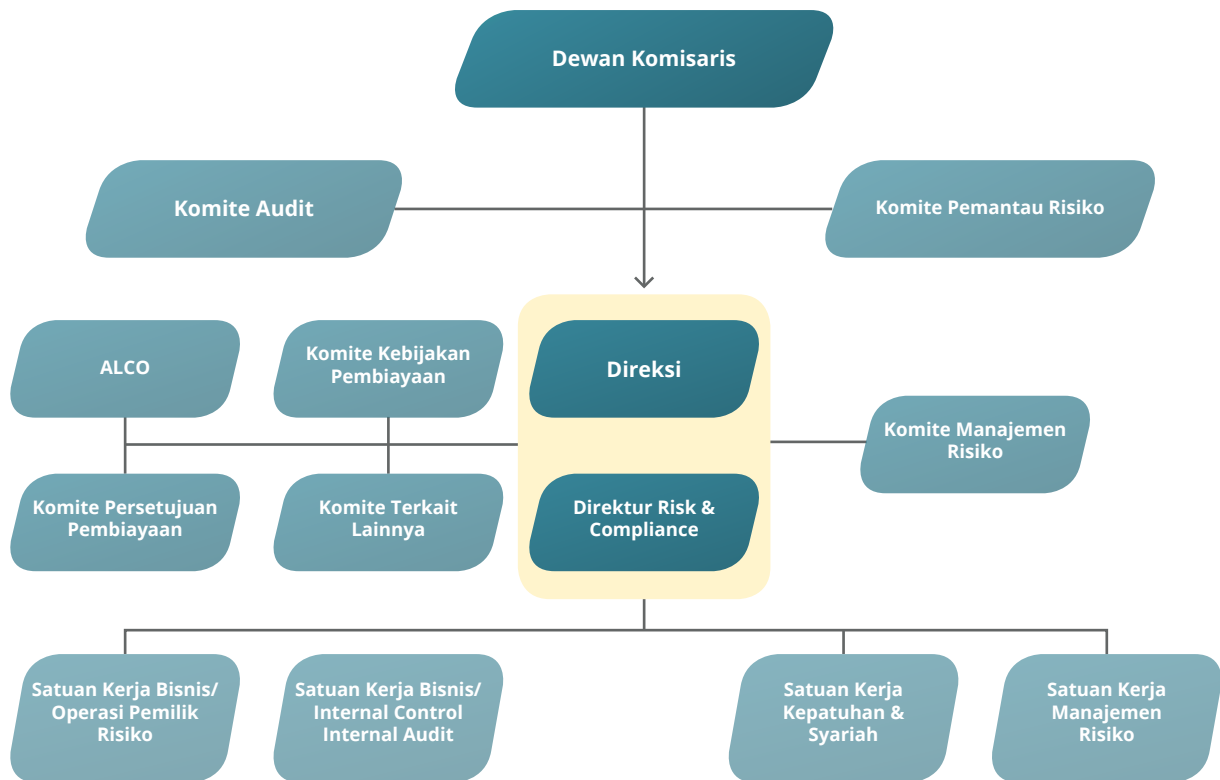 Dewan Komisaris
Komite Audit
Komite Pemantau Risiko
ALCO
Komite Kebijakan
Pembiayaan
Direksi
Komite Manajemen
Risiko
Komite Persetujuan
Pembiayaan
Komite Terkait
Lainnya
Direktur Risk &
Compliance
Satuan Kerja Bisnis/
Operasi Pemilik
Risiko
Satuan Kerja Bisnis/
Internal Control
Internal Audit
Satuan Kerja
Kepatuhan &
Syariah
Satuan Kerja
Manajemen
Risiko